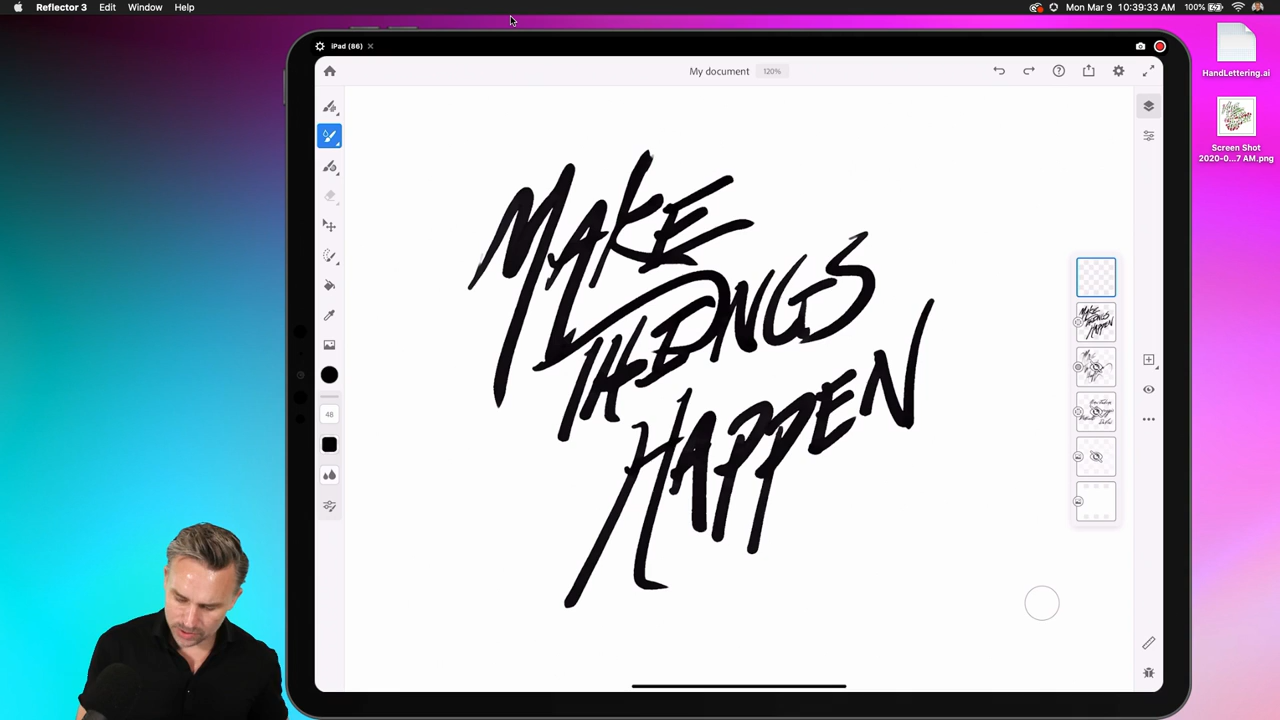 Reflector 3 Edit Window Help
Mon Mar 9 10:39:33 AM 100%
iPad (86)
My document 120%
HandLettering.ai
Screen Shot
2020-0...7 AM.png
MAKE
THINGS
HAPPEN
48